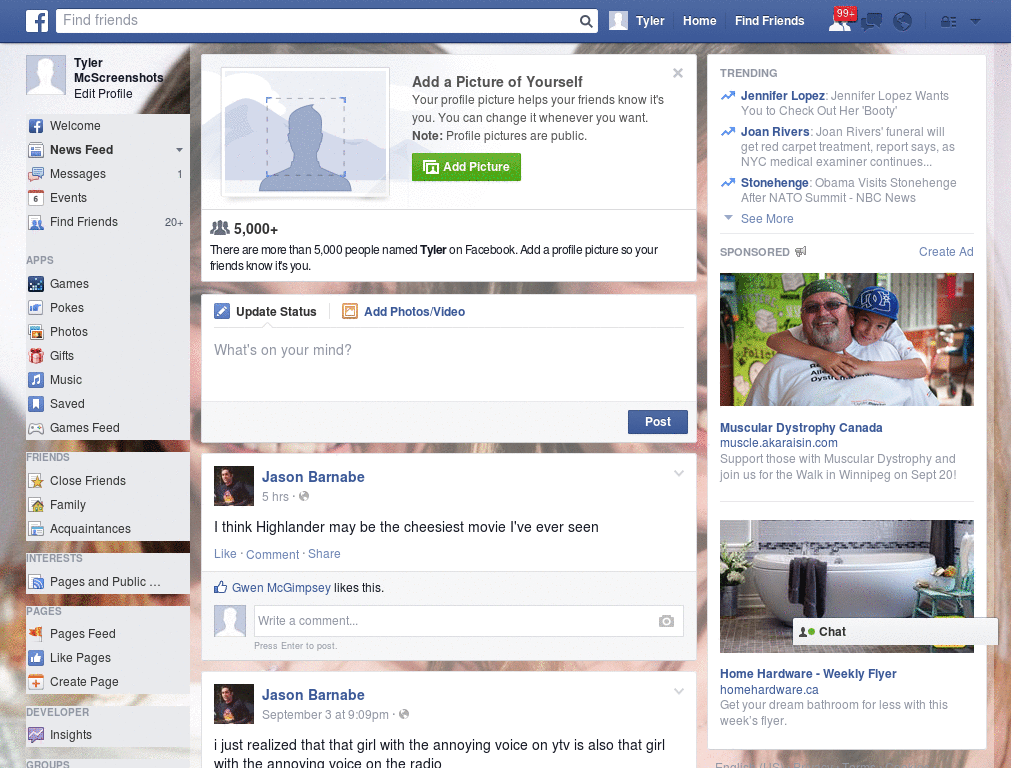 Find friends
Tyler
Home
Find Friends
99+
Tyler
McScreenshots
Edit Profile
Welcome
News Feed
Messages 1
6 Events
Find Friends 20+
APPS
Games
Pokes
Photos
Gifts
Music
Saved
Games Feed
FRIENDS
Close Friends
Family
Acquaintances
INTERESTS
Pages and Public ...
PAGES
Pages Feed
Like Pages
Create Page
DEVELOPER
Insights
GROUPS
Add a Picture of Yourself
Your profile picture helps your friends know it's
you. You can change it whenever you want.
Note: Profile pictures are public.
Add Picture
5,000+
There are more than 5,000 people named Tyler on Facebook. Add a profile picture so your
friends know it's you.
Update Status
Add Photos/Video
What's on your mind?
Post
Jason Barnabe
5 hrs ·
I think Highlander may be the cheesiest movie I've ever seen
Like · Comment · Share
Gwen McGimpsey likes this.
Write a comment...
Press Enter to post.
Jason Barnabe
September 3 at 9:09pm ·
i just realized that that girl with the annoying voice on ytv is also that girl
with the annoying voice on the radio
TRENDING
Jennifer Lopez: Jennifer Lopez Wants
You to Check Out Her 'Booty'
Joan Rivers: Joan Rivers' funeral will
get red carpet treatment, report says, as
NYC medical examiner continues...
Stonehenge: Obama Visits Stonehenge
After NATO Summit - NBC News
See More
SPONSORED
Create Ad
Muscular Dystrophy Canada
muscle.akaraisin.com
Support those with Muscular Dystrophy and
join us for the Walk in Winnipeg on Sept 20!
Chat
Home Hardware - Weekly Flyer
homehardware.ca
Get your dream bathroom for less with this
week's flyer.